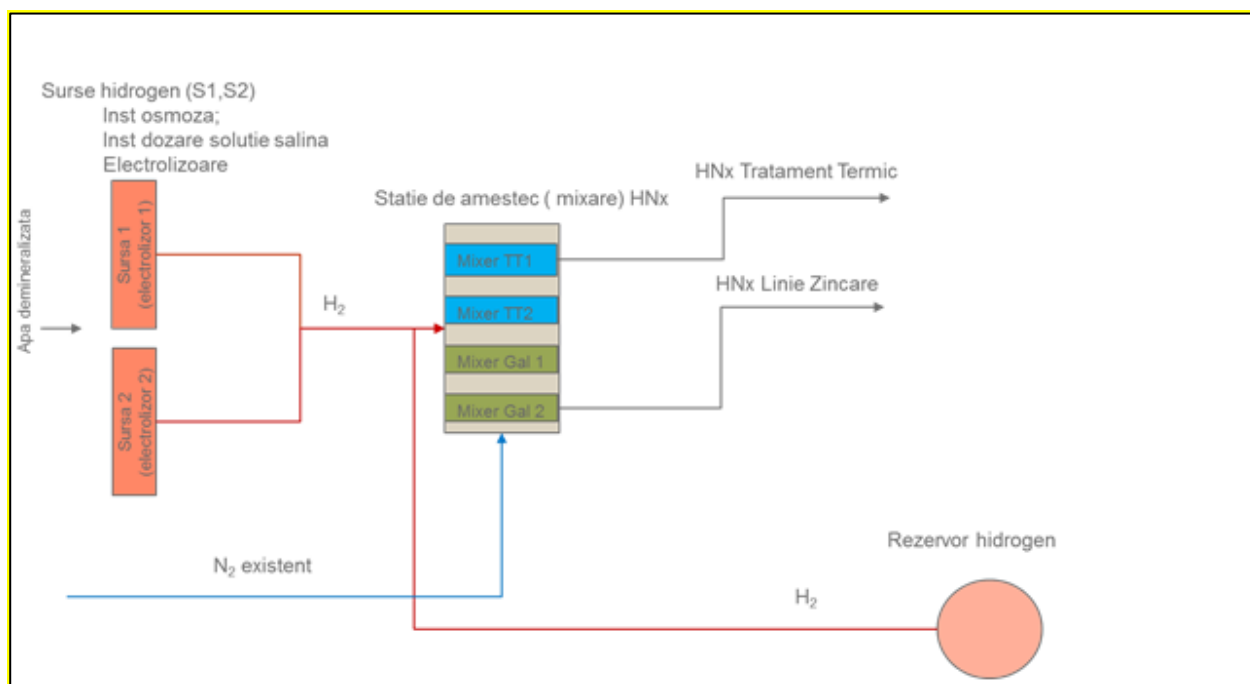 Surse hidrogen (S1,S2)
Inst osmoza;
Inst dozare solutie salina
Electrolizoare
Apa demineralizata
Sursa 1
(electrolizor 1)
Sursa 2
(electrolizor 2)
H₂
Statie de amestec ( mixare) HNx
Mixer TT1
Mixer TT2
Mixer Gal 1
Mixer Gal 2
HNx Tratament Termic
HNx Linie Zincare
N₂ existent
Rezervor hidrogen
H₂